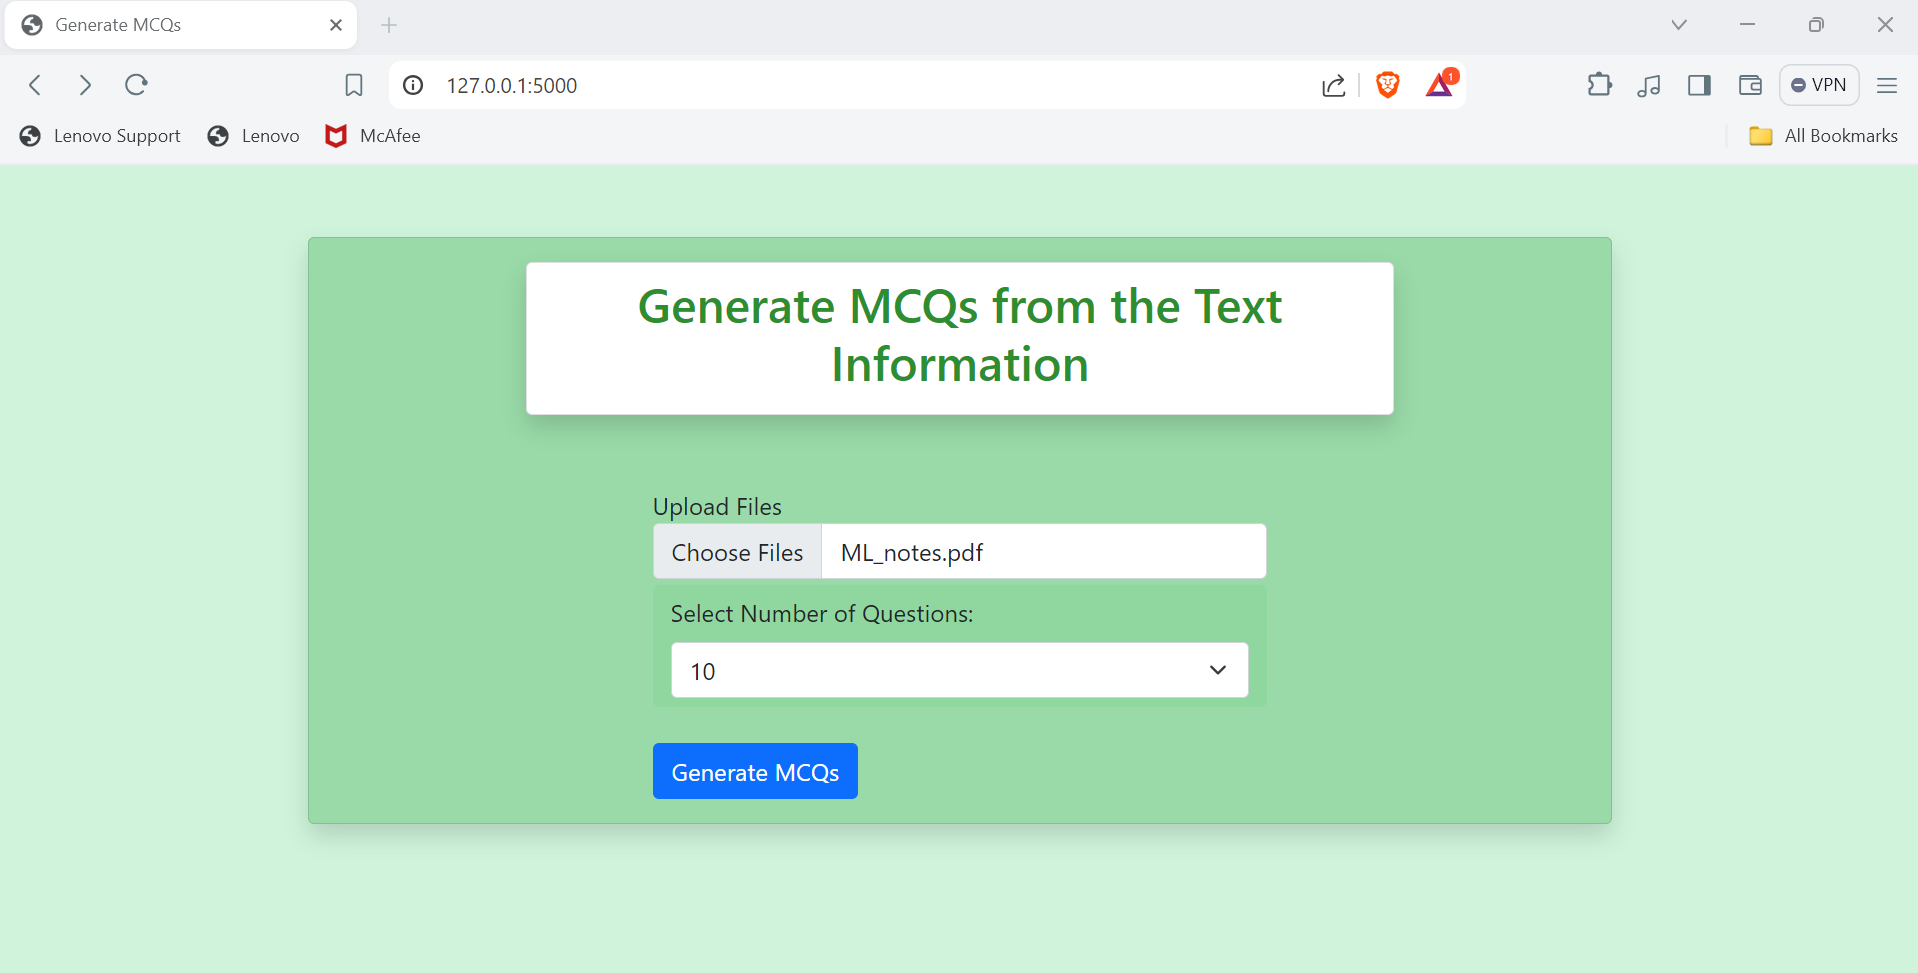 Generate MCQs
127.0.0.1:5000
1
VPN
Lenovo Support
Lenovo
McAfee
All Bookmarks
Generate MCQs from the Text
Information
Upload Files
Choose Files
ML_notes.pdf
Select Number of Questions:
10
Generate MCQs